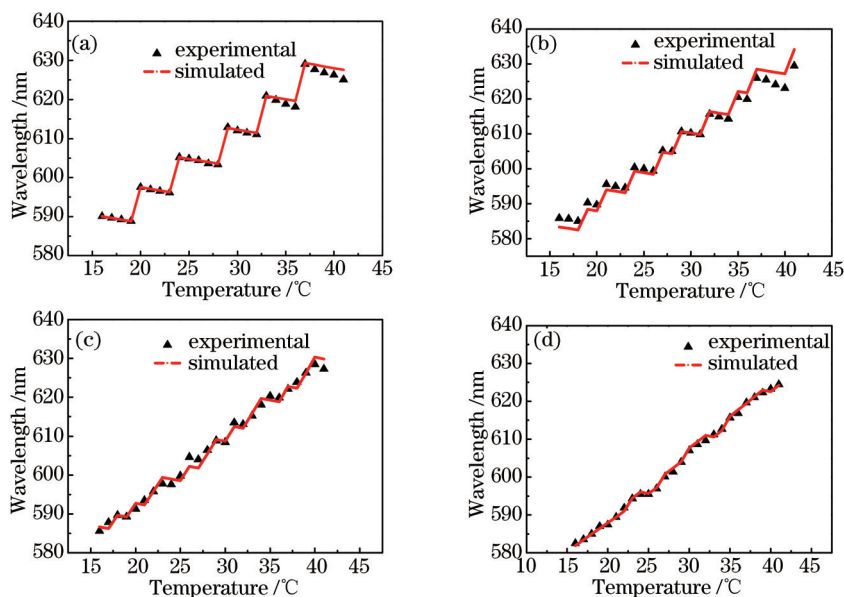 (a)
experimental
simulated
Wavelength /nm
640
630
620
610
600
590
580
15 20 25 30 35 40 45
Temperature /℃
(b)
experimental
simulated
Wavelength /nm
640
630
620
610
600
590
580
15 20 25 30 35 40 45
Temperature /℃
(c)
experimental
simulated
Wavelength /nm
640
630
620
610
600
590
580
15 20 25 30 35 40 45
Temperature /℃
(d)
experimental
simulated
Wavelength /nm
640
630
620
610
600
590
580
10 15 20 25 30 35 40 45
Temperature /℃